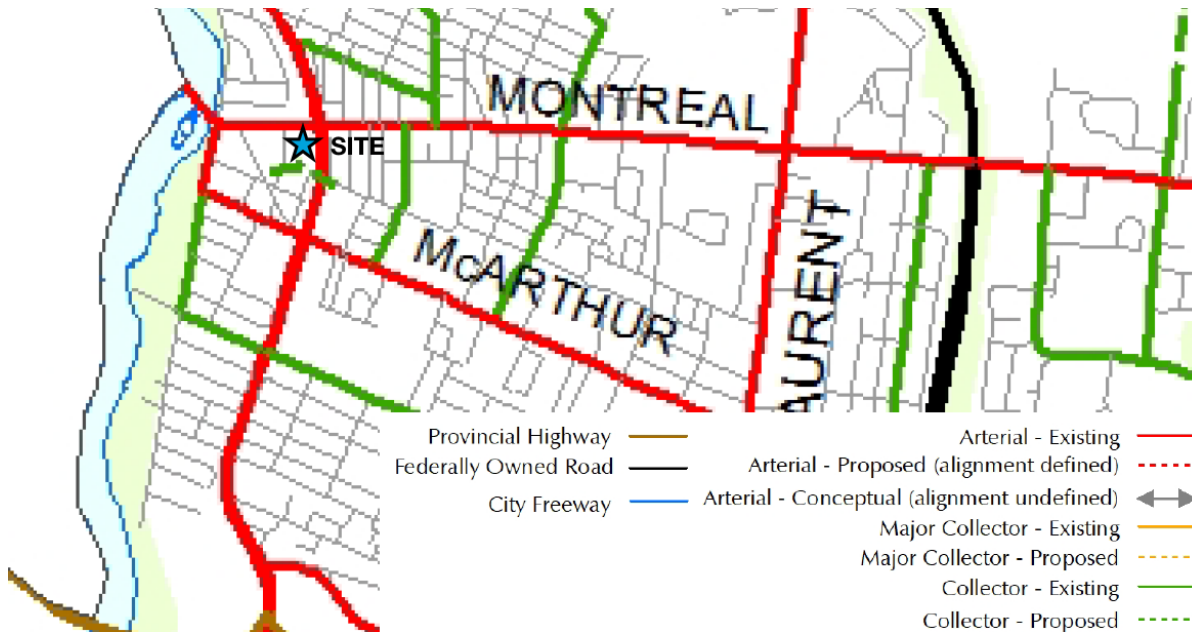 MONTREAL
SITE
McARTHUR
AURENT
Provincial Highway
Federally Owned Road
City Freeway
Arterial - Existing
Arterial - Proposed (alignment defined)
Arterial - Conceptual (alignment undefined)
Major Collector - Existing
Major Collector - Proposed
Collector - Existing
Collector - Proposed